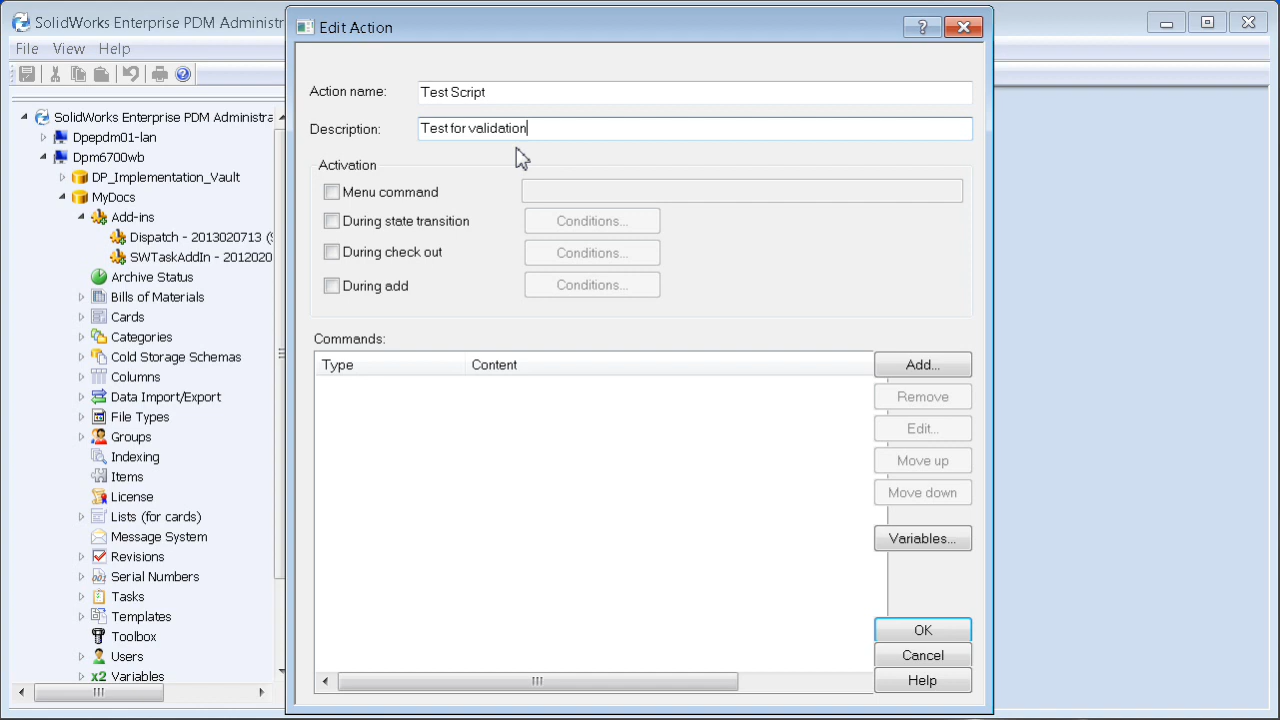 SolidWorks Enterprise PDM Administr
File View Help
SolidWorks Enterprise PDM Administra
Dpepdm01-lan
Dpm6700wb
DP_Implementation_Vault
MyDocs
Add-ins
Dispatch - 2013020713 (S
SWTaskAddIn - 2012020
Archive Status
Bills of Materials
Cards
Categories
Cold Storage Schemas
Columns
Data Import/Export
File Types
Groups
Indexing
Items
License
Lists (for cards)
Message System
Revisions
Serial Numbers
Tasks
Templates
Toolbox
Users
x2 Variables
Edit Action
Action name: Test Script
Description: Test for validation
Activation
Menu command
During state transition Conditions...
During check out Conditions...
During add Conditions...
Commands:
Type Content
Add...
Remove
Edit...
Move up
Move down
Variables...
OK
Cancel
Help